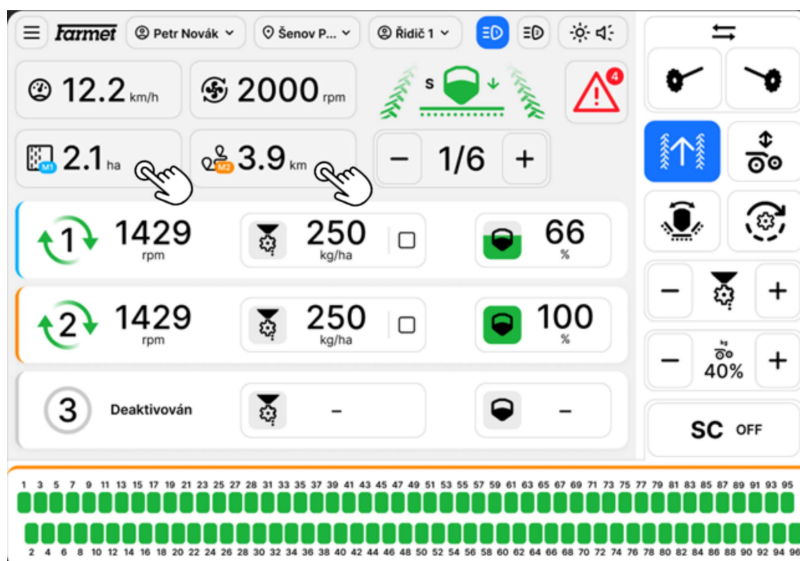 Farmet Petr Novák Šenov P... Řidič 1
12.2 km/h 2000 rpm S 4
M1 2.1 ha M2 3.9 km − 1/6 +
1 1429 rpm 250 kg/ha 66 %
− +
2 1429 rpm 250 kg/ha 100 %
− kg 40% +
3 Deaktivován – –
SC OFF
1 3 5 7 9 11 13 15 17 19 21 23 25 27 28 31 33 35 37 39 41 43 45 47 49 51 53 55 57 59 61 63 65 67 69 71 73 75 77 79 81 83 85 87 89 91 93 95
2 4 6 8 10 12 14 16 18 20 22 24 26 28 30 32 34 36 38 40 42 44 46 48 50 52 54 56 58 60 62 64 66 68 70 72 74 76 78 80 82 84 86 88 90 92 94 96